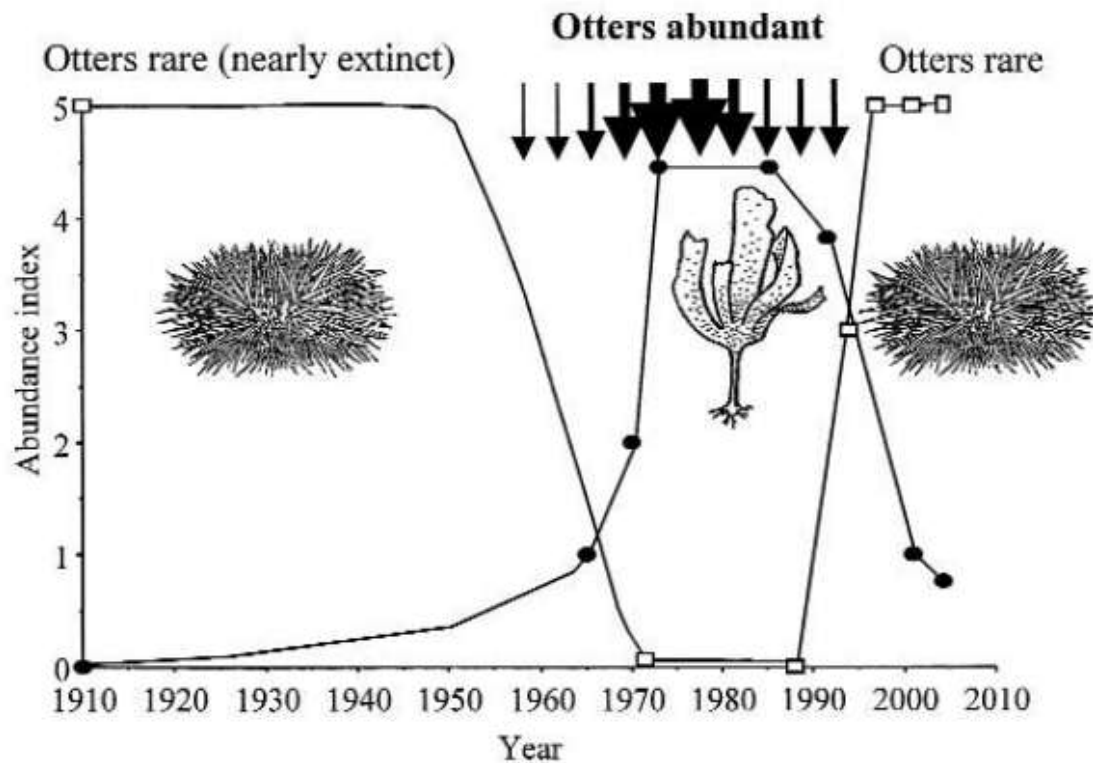 Otters abundant
Otters rare (nearly extinct)
Otters rare
5
4
3
2
1
0
Abundance index
1910 1920 1930 1940 1950 1960 1970 1980 1990 2000 2010
Year